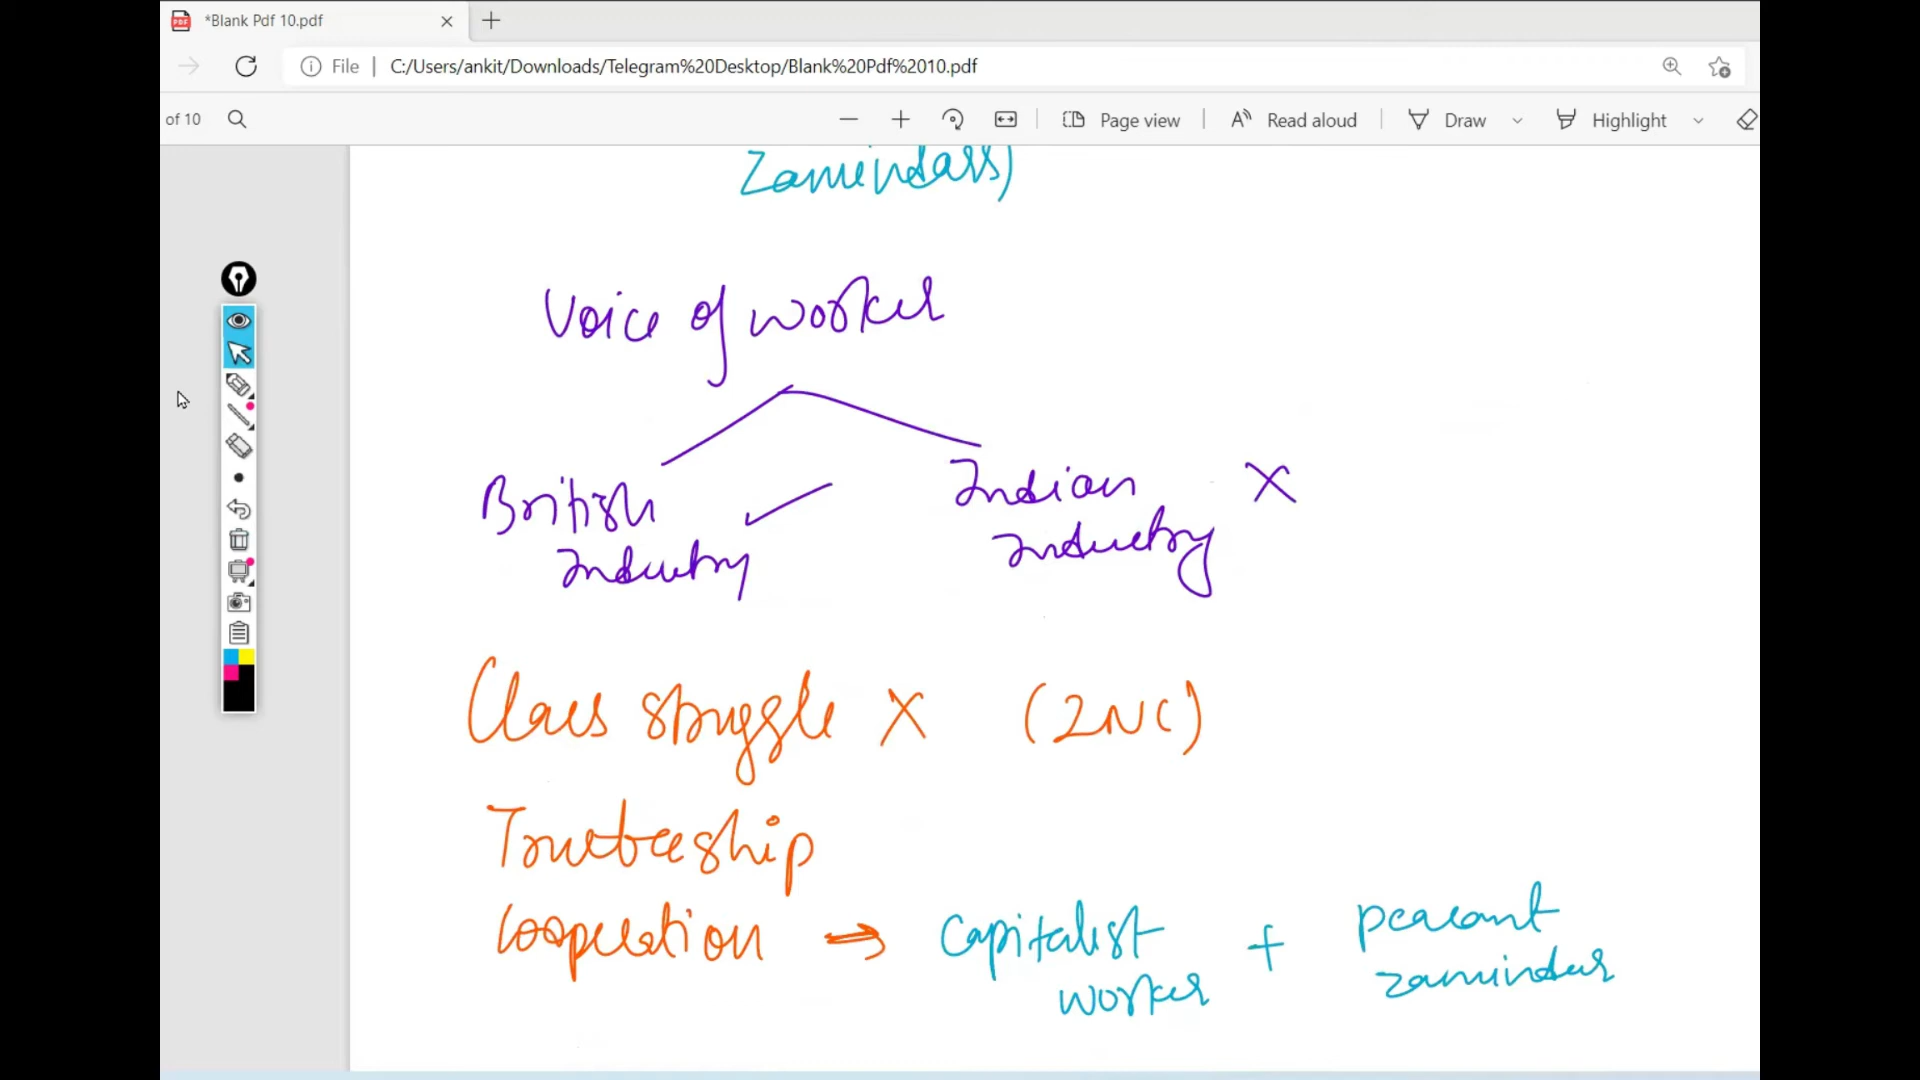 *Blank Pdf 10.pdf
File | C:/Users/ankit/Downloads/Telegram%20Desktop/Blank%20Pdf%2010.pdf
of 10 Page view Read aloud Draw Highlight
Zamindars)
Voice of worker
British Indian X
Industry Industry
Class struggle X (INC)
Trusteeship
Cooperation → Capitalist + peasant
worker zamindar